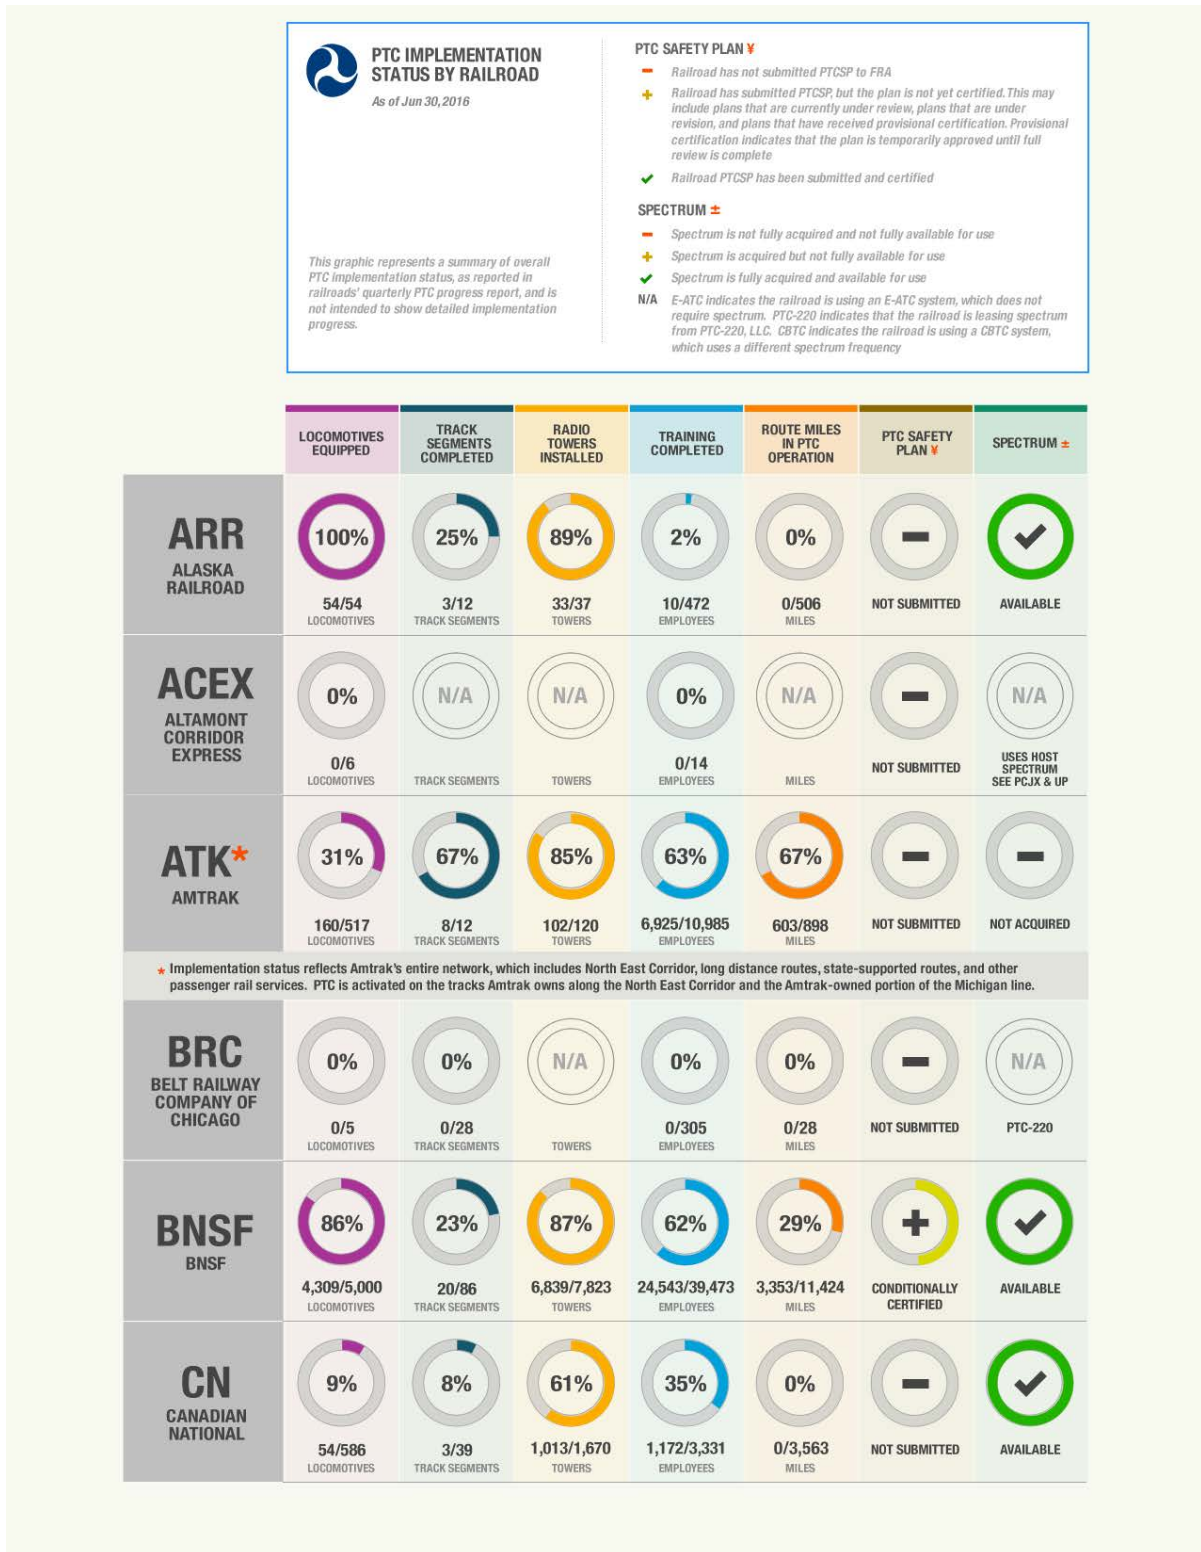 PTC IMPLEMENTATION
STATUS BY RAILROAD
As of Jun 30, 2016
This graphic represents a summary of overall
PTC implementation status, as reported in
railroads' quarterly PTC progress report, and is
not intended to show detailed implementation
progress.
PTC SAFETY PLAN ¥
Railroad has not submitted PTCSP to FRA
Railroad has submitted PTCSP, but the plan is not yet certified. This may
include plans that are currently under review, plans that are under
revision, and plans that have received provisional certification. Provisional
certification indicates that the plan is temporarily approved until full
review is complete
Railroad PTCSP has been submitted and certified
SPECTRUM ±
Spectrum is not fully acquired and not fully available for use
Spectrum is acquired but not fully available for use
Spectrum is fully acquired and available for use
N/A E-ATC indicates the railroad is using an E-ATC system, which does not
require spectrum. PTC-220 indicates that the railroad is leasing spectrum
from PTC-220, LLC. CBTC indicates the railroad is using a CBTC system,
which uses a different spectrum frequency
LOCOMOTIVES
EQUIPPED
TRACK
SEGMENTS
COMPLETED
RADIO
TOWERS
INSTALLED
TRAINING
COMPLETED
ROUTE MILES
IN PTC
OPERATION
PTC SAFETY
PLAN ¥
SPECTRUM ±
ARR
ALASKA
RAILROAD
100% 25% 89% 2% 0%
54/54 3/12 33/37 10/472 0/506 NOT SUBMITTED AVAILABLE
LOCOMOTIVES TRACK SEGMENTS TOWERS EMPLOYEES MILES
ACEX
ALTAMONT
CORRIDOR
EXPRESS
0% N/A N/A 0% N/A N/A
0/6 0/14 NOT SUBMITTED
USES HOST
SPECTRUM
SEE PCJX & UP
LOCOMOTIVES TRACK SEGMENTS TOWERS EMPLOYEES MILES
ATK*
AMTRAK
31% 67% 85% 63% 67%
160/517 8/12 102/120 6,925/10,985 603/898 NOT SUBMITTED NOT ACQUIRED
LOCOMOTIVES TRACK SEGMENTS TOWERS EMPLOYEES MILES
* Implementation status reflects Amtrak's entire network, which includes North East Corridor, long distance routes, state-supported routes, and other
passenger rail services. PTC is activated on the tracks Amtrak owns along the North East Corridor and the Amtrak-owned portion of the Michigan line.
BRC
BELT RAILWAY
COMPANY OF
CHICAGO
0% 0% N/A 0% 0% N/A
0/5 0/28 0/305 0/28 NOT SUBMITTED PTC-220
LOCOMOTIVES TRACK SEGMENTS TOWERS EMPLOYEES MILES
BNSF
BNSF
86% 23% 87% 62% 29%
4,309/5,000 20/86 6,839/7,823 24,543/39,473 3,353/11,424
CONDITIONALLY
CERTIFIED
AVAILABLE
LOCOMOTIVES TRACK SEGMENTS TOWERS EMPLOYEES MILES
CN
CANADIAN
NATIONAL
9% 8% 61% 35% 0%
54/586 3/39 1,013/1,670 1,172/3,331 0/3,563 NOT SUBMITTED AVAILABLE
LOCOMOTIVES TRACK SEGMENTS TOWERS EMPLOYEES MILES